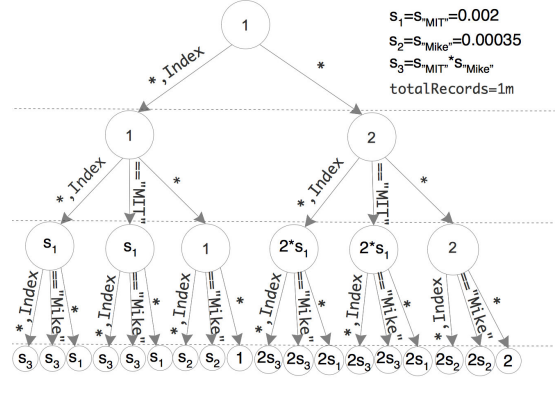 s1=s"MIT"=0.002
s2=s"Mike"=0.00035
s3=s"MIT"*s"Mike"
totalRecords=1m
1
*,Index
*
1
2
*,Index
=="MIT"
*
*,Index
=="MIT"
*
s1
s1
1
2*s1
2*s1
2
*,Index
=="Mike"
*
*,Index
=="Mike"
*
*,Index
=="Mike"
*
*,Index
=="Mike"
*
*,Index
=="Mike"
*
*,Index
=="Mike"
*
s3 s3 s1 s3 s3 s1 s2 s2 1 2s3 2s3 2s1 2s3 2s3 2s1 2s2 2s2 2